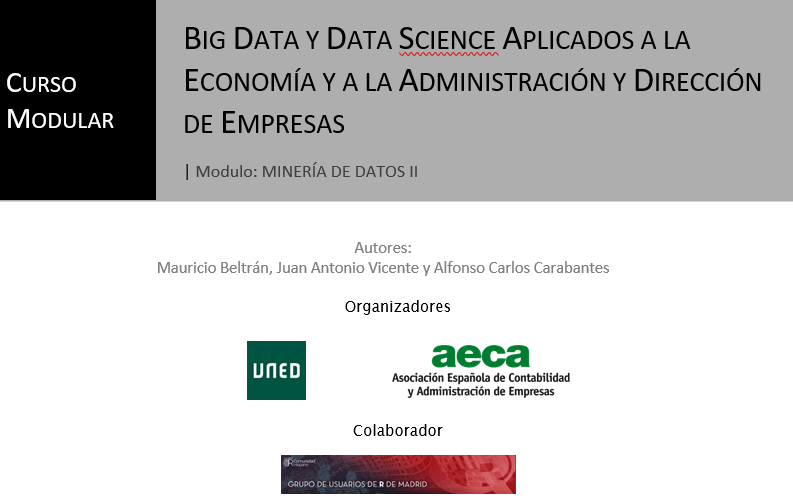 CURSO
MODULAR
BIG DATA Y DATA SCIENCE APLICADOS A LA
ECONOMÍA Y A LA ADMINISTRACIÓN Y DIRECCIÓN
DE EMPRESAS
| Modulo: MINERÍA DE DATOS II
Autores:
Mauricio Beltrán, Juan Antonio Vicente y Alfonso Carlos Carabantes
Organizadores
UNED
aeca
Asociación Española de Contabilidad
y Administración de Empresas
Colaborador
R Comunidad
Hispano
GRUPO DE USUARIOS DE R DE MADRID